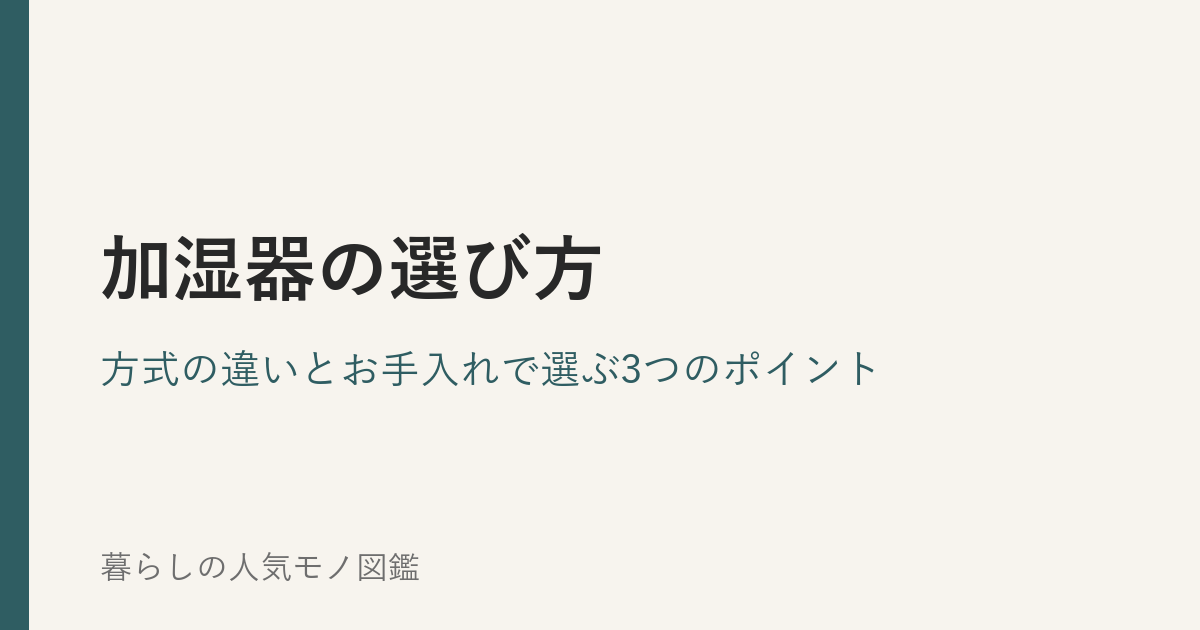 加湿器の選び方
方式の違いとお手入れで選ぶ3つのポイント
暮らしの人気モノ図鑑